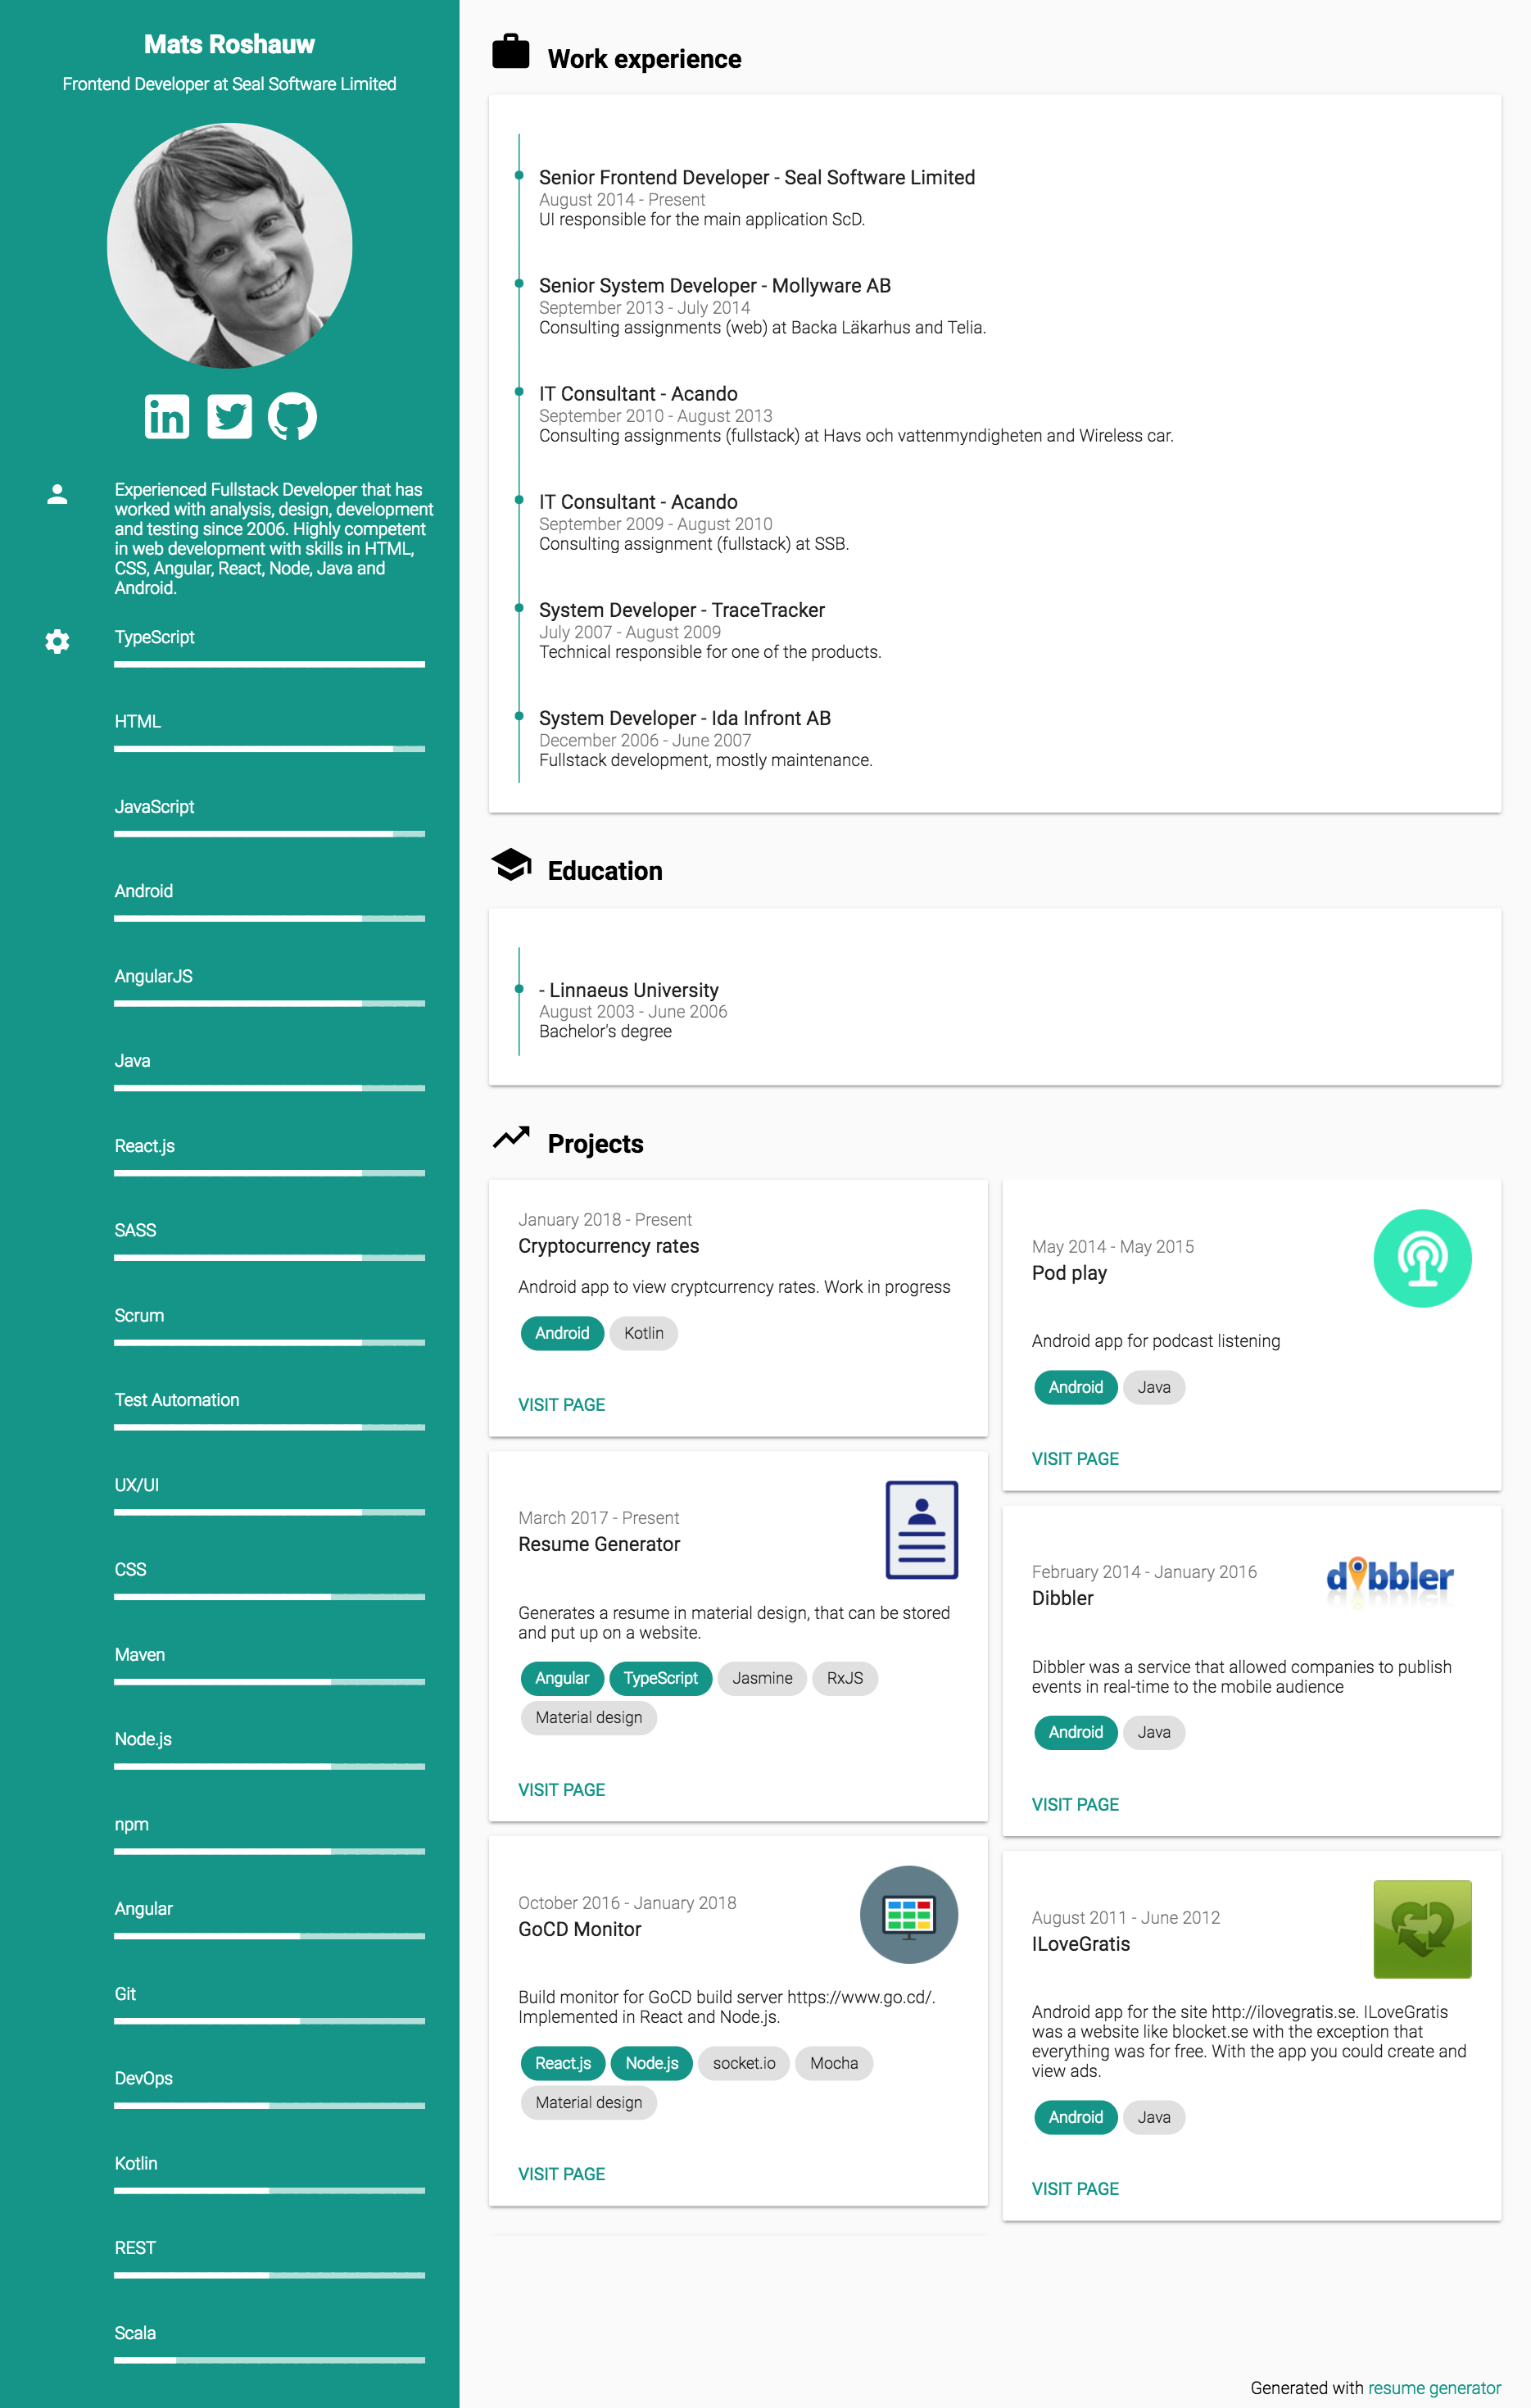 Mats Roshauw
Frontend Developer at Seal Software Limited
Experienced Fullstack Developer that has
worked with analysis, design, development
and testing since 2006. Highly competent
in web development with skills in HTML,
CSS, Angular, React, Node, Java and
Android.
TypeScript
HTML
JavaScript
Android
AngularJS
Java
React.js
SASS
Scrum
Test Automation
UX/UI
CSS
Maven
Node.js
npm
Angular
Git
DevOps
Kotlin
REST
Scala
Work experience
Senior Frontend Developer - Seal Software Limited
August 2014 - Present
UI responsible for the main application ScD.
Senior System Developer - Mollyware AB
September 2013 - July 2014
Consulting assignments (web) at Backa Läkarhus and Telia.
IT Consultant - Acando
September 2010 - August 2013
Consulting assignments (fullstack) at Havs och vattenmyndigheten and Wireless car.
IT Consultant - Acando
September 2009 - August 2010
Consulting assignment (fullstack) at SSB.
System Developer - TraceTracker
July 2007 - August 2009
Technical responsible for one of the products.
System Developer - Ida Infront AB
December 2006 - June 2007
Fullstack development, mostly maintenance.
Education
- Linnaeus University
August 2003 - June 2006
Bachelor's degree
Projects
January 2018 - Present
Cryptocurrency rates
Android app to view cryptcurrency rates. Work in progress
Android Kotlin
VISIT PAGE
March 2017 - Present
Resume Generator
Generates a resume in material design, that can be stored
and put up on a website.
Angular TypeScript Jasmine RxJS
Material design
VISIT PAGE
October 2016 - January 2018
GoCD Monitor
Build monitor for GoCD build server https://www.go.cd/.
Implemented in React and Node.js.
React.js Node.js socket.io Mocha
Material design
VISIT PAGE
May 2014 - May 2015
Pod play
Android app for podcast listening
Android Java
VISIT PAGE
February 2014 - January 2016
Dibbler
dibbler
Dibbler was a service that allowed companies to publish
events in real-time to the mobile audience
Android Java
VISIT PAGE
August 2011 - June 2012
ILoveGratis
Android app for the site http://ilovegratis.se. ILoveGratis
was a website like blocket.se with the exception that
everything was for free. With the app you could create and
view ads.
Android Java
VISIT PAGE
Generated with resume generator